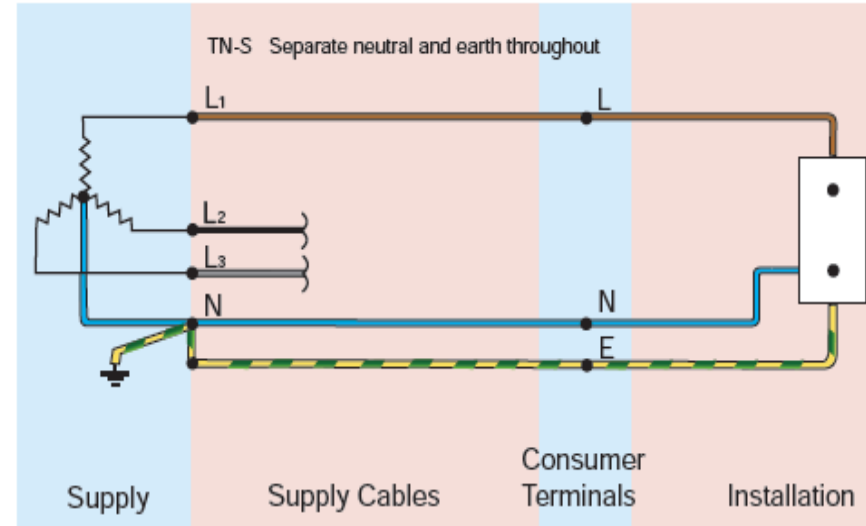 TN-S Separate neutral and earth throughout
L1 L
L2
L3
N N
E
Supply Supply Cables Consumer Terminals Installation